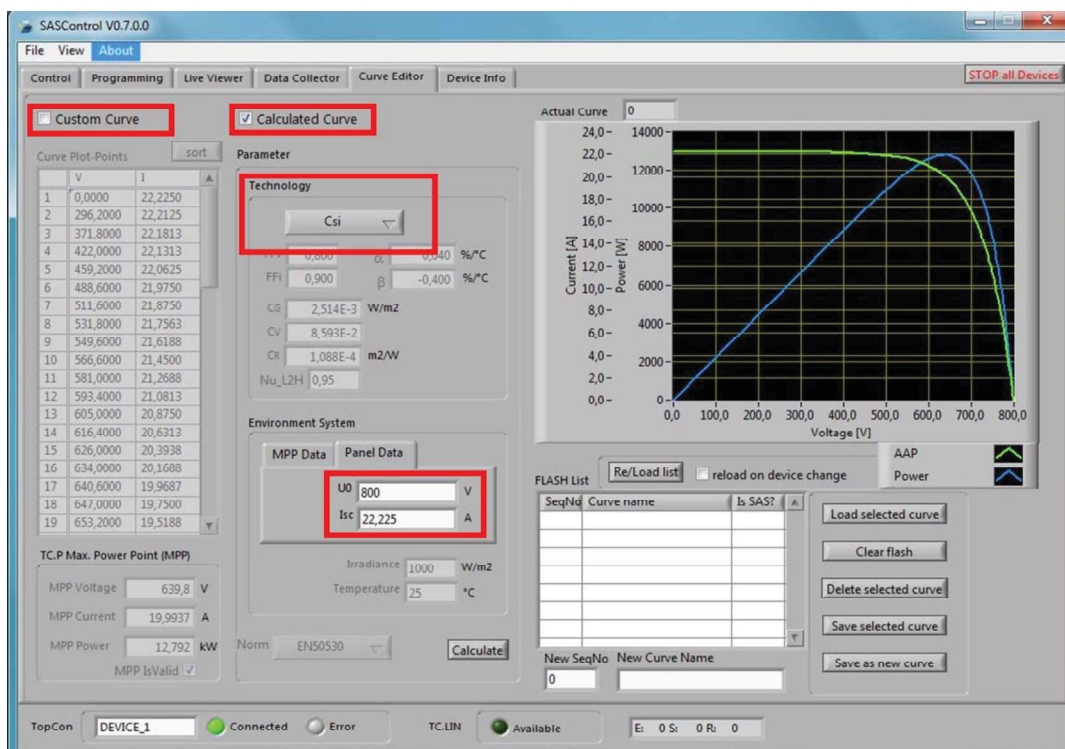 SASControl V0.7.0.0
File View About
Control Programming Live Viewer Data Collector Curve Editor Device Info STOP all Devices
Custom Curve
Curve Plot-Points sort
V I
1 0,0000 22,2250
2 296,2000 22,2125
3 371,8000 22,1813
4 422,0000 22,1313
5 459,2000 22,0625
6 488,6000 21,9750
7 511,6000 21,8750
8 531,8000 21,7563
9 549,6000 21,6188
10 566,6000 21,4500
11 581,0000 21,2688
12 593,4000 21,0813
13 605,0000 20,8750
14 616,4000 20,6313
15 626,0000 20,3938
16 634,0000 20,1688
17 640,6000 19,9687
18 647,0000 19,7500
19 653,2000 19,5188
TC.P Max. Power Point (MPP)
MPP Voltage 639,8 V
MPP Current 19,9937 A
MPP Power 12,792 kW
MPP IsValid
Calculated Curve
Parameter
Technology
Csi
0,800 α 0,040 %/°C
FFi 0,900 β -0,400 %/°C
CG 2,514E-3 W/m2
CV 8,593E-2
CR 1,088E-4 m2/W
Nu_L2H 0,95
Environment System
MPP Data Panel Data
U0 800 V
Isc 22,225 A
Irradiance 1000 W/m2
Temperature 25 °C
Norm EN50530 Calculate
Actual Curve 0
Current [A]
24,0-
22,0-
20,0-
18,0-
16,0-
14,0-
12,0-
10,0-
8,0-
6,0-
4,0-
2,0-
0,0-
Power [W]
14000-
12000-
10000-
8000-
6000-
4000-
2000-
0-
0,0 100,0 200,0 300,0 400,0 500,0 600,0 700,0 800,0
Voltage [V]
AAP
Power
FLASH List Re/Load list reload on device change
SeqNo Curve name Is SAS?
Load selected curve
Clear flash
Delete selected curve
Save selected curve
Save as new curve
New SeqNo New Curve Name
0
TopCon DEVICE_1 Connected Error TC.LIN Available E: 0 S: 0 R: 0